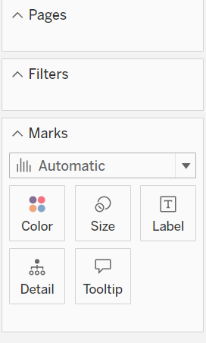 Pages
Filters
Marks
Automatic
Color Size Label
Detail Tooltip